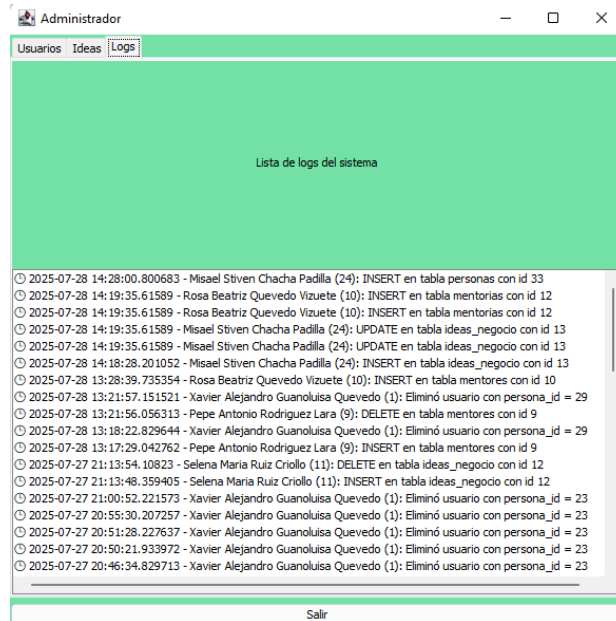 Administrador
Usuarios Ideas Logs
Lista de logs del sistema
2025-07-28 14:28:00.800683 - Misael Stiven Chacha Padilla (24): INSERT en tabla personas con id 33
2025-07-28 14:19:35.61589 - Rosa Beatriz Quevedo Vizuete (10): INSERT en tabla mentorias con id 12
2025-07-28 14:19:35.61589 - Rosa Beatriz Quevedo Vizuete (10): INSERT en tabla mentorias con id 12
2025-07-28 14:19:35.61589 - Misael Stiven Chacha Padilla (24): UPDATE en tabla ideas_negocio con id 13
2025-07-28 14:19:35.61589 - Misael Stiven Chacha Padilla (24): UPDATE en tabla ideas_negocio con id 13
2025-07-28 14:18:28.201052 - Misael Stiven Chacha Padilla (24): INSERT en tabla ideas_negocio con id 13
2025-07-28 13:28:39.735354 - Rosa Beatriz Quevedo Vizuete (10): INSERT en tabla mentores con id 10
2025-07-28 13:21:57.151521 - Xavier Alejandro Guanoluisa Quevedo (1): Eliminó usuario con persona_id = 29
2025-07-28 13:21:56.056313 - Pepe Antonio Rodriguez Lara (9): DELETE en tabla mentores con id 9
2025-07-28 13:18:22.829644 - Xavier Alejandro Guanoluisa Quevedo (1): Eliminó usuario con persona_id = 29
2025-07-28 13:17:29.042762 - Pepe Antonio Rodriguez Lara (9): INSERT en tabla mentores con id 9
2025-07-27 21:13:54.10823 - Selena Maria Ruiz Criollo (11): DELETE en tabla ideas_negocio con id 12
2025-07-27 21:13:48.359405 - Selena Maria Ruiz Criollo (11): INSERT en tabla ideas_negocio con id 12
2025-07-27 21:00:52.221573 - Xavier Alejandro Guanoluisa Quevedo (1): Eliminó usuario con persona_id = 23
2025-07-27 20:55:30.207257 - Xavier Alejandro Guanoluisa Quevedo (1): Eliminó usuario con persona_id = 23
2025-07-27 20:51:28.227637 - Xavier Alejandro Guanoluisa Quevedo (1): Eliminó usuario con persona_id = 23
2025-07-27 20:50:21.933972 - Xavier Alejandro Guanoluisa Quevedo (1): Eliminó usuario con persona_id = 23
2025-07-27 20:46:34.829713 - Xavier Alejandro Guanoluisa Quevedo (1): Eliminó usuario con persona_id = 23
Salir